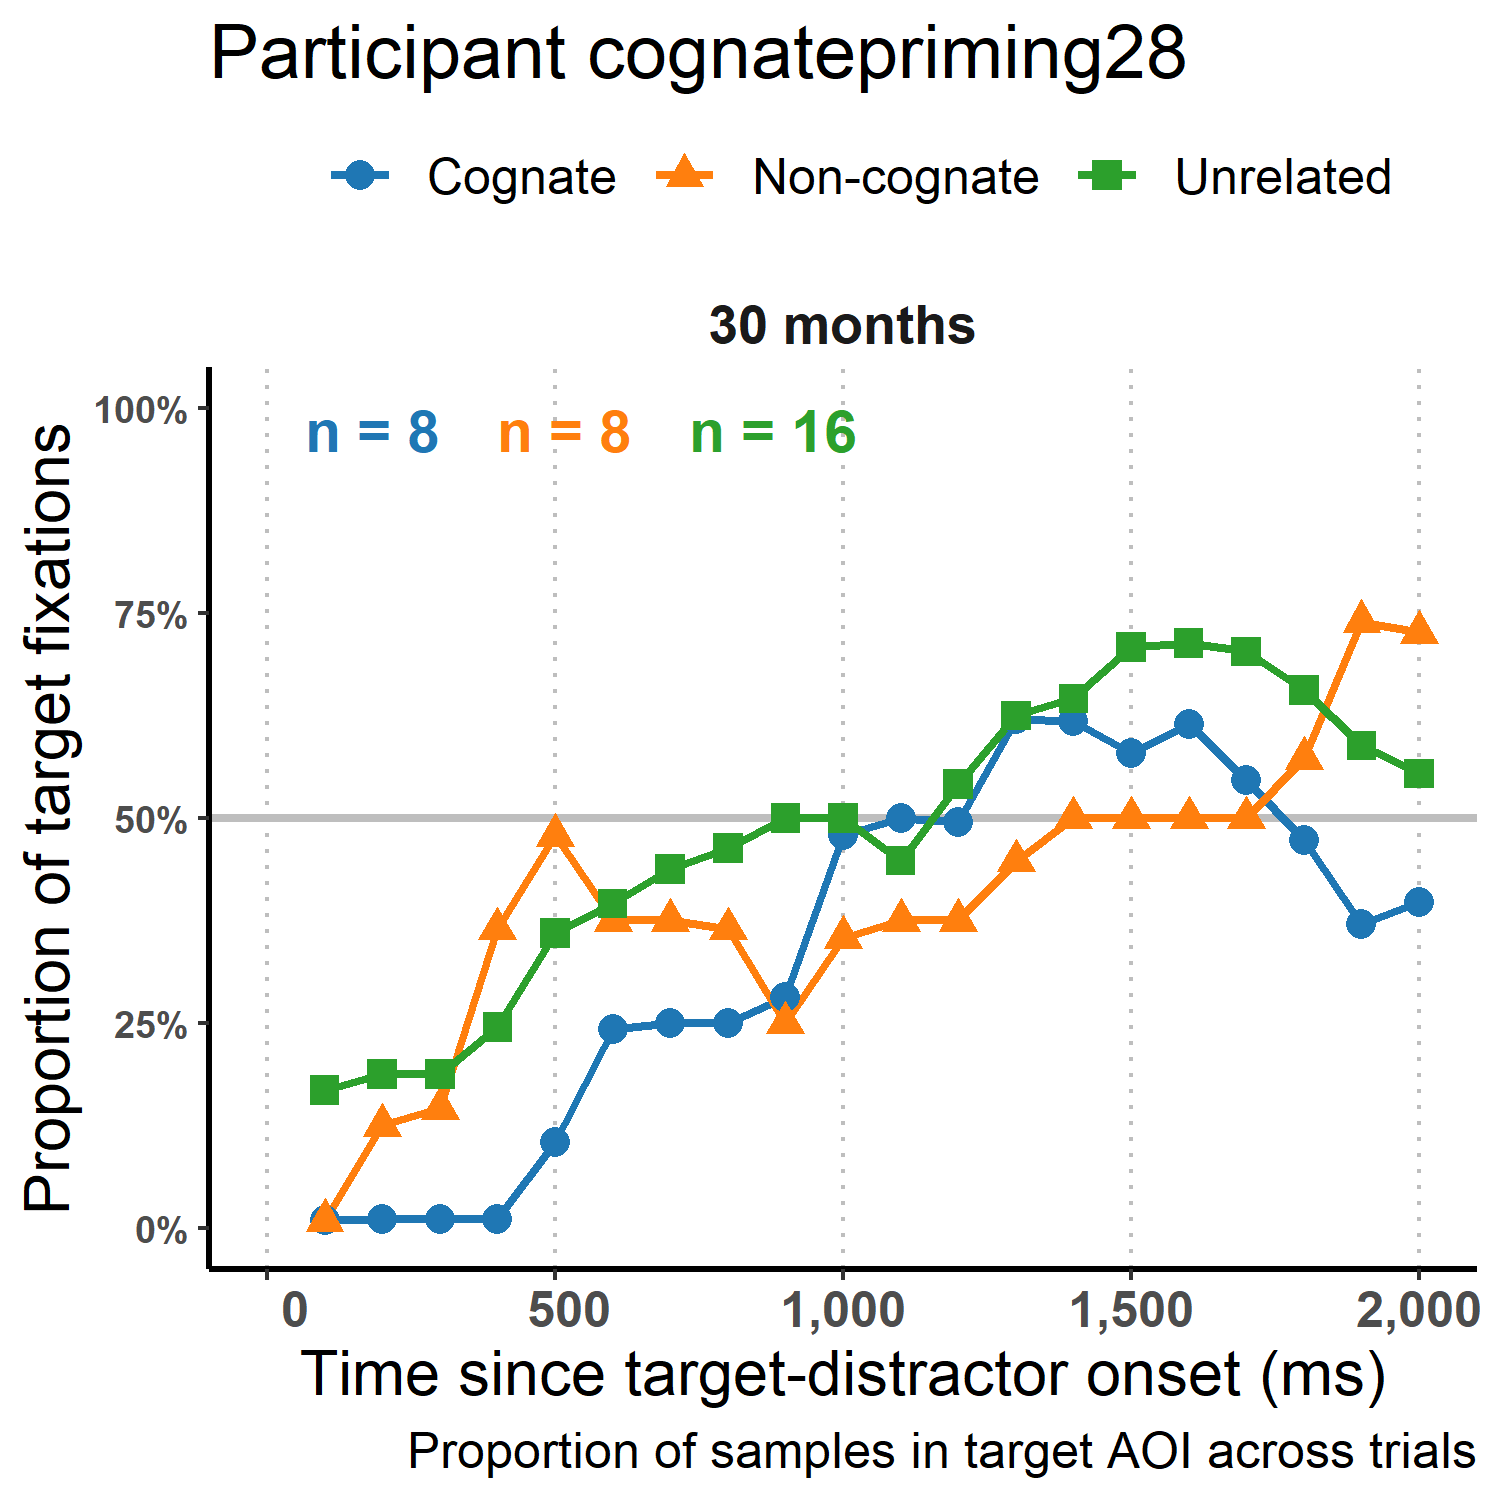 Participant cognatepriming28
Cognate Non-cognate Unrelated
30 months
n = 8 n = 8 n = 16
Proportion of target fixations
100%
75%
50%
25%
0%
0 500 1,000 1,500 2,000
Time since target-distractor onset (ms)
Proportion of samples in target AOI across trials